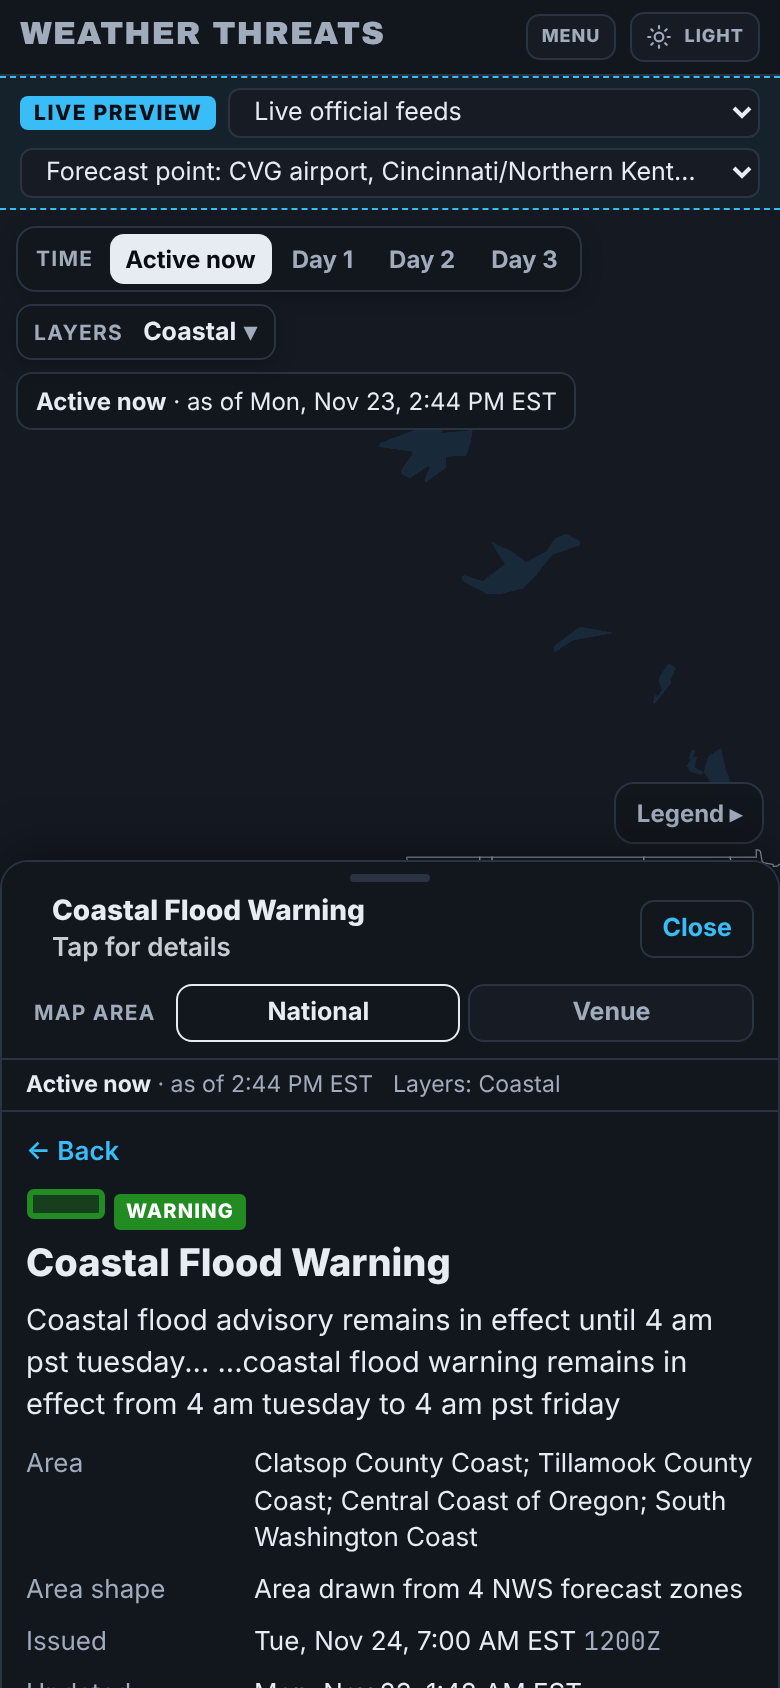 WEATHER THREATS
MENU
LIGHT
LIVE PREVIEW
Live official feeds
Forecast point: CVG airport, Cincinnati/Northern Kent...
TIME
Active now
Day 1
Day 2
Day 3
LAYERS Coastal ▾
Active now · as of Mon, Nov 23, 2:44 PM EST
Legend ▸
Coastal Flood Warning
Tap for details
Close
MAP AREA
National
Venue
Active now · as of 2:44 PM EST Layers: Coastal
← Back
WARNING
Coastal Flood Warning
Coastal flood advisory remains in effect until 4 am
pst tuesday... ...coastal flood warning remains in
effect from 4 am tuesday to 4 am pst friday
Area
Clatsop County Coast; Tillamook County
Coast; Central Coast of Oregon; South
Washington Coast
Area shape
Area drawn from 4 NWS forecast zones
Issued
Tue, Nov 24, 7:00 AM EST 1200Z